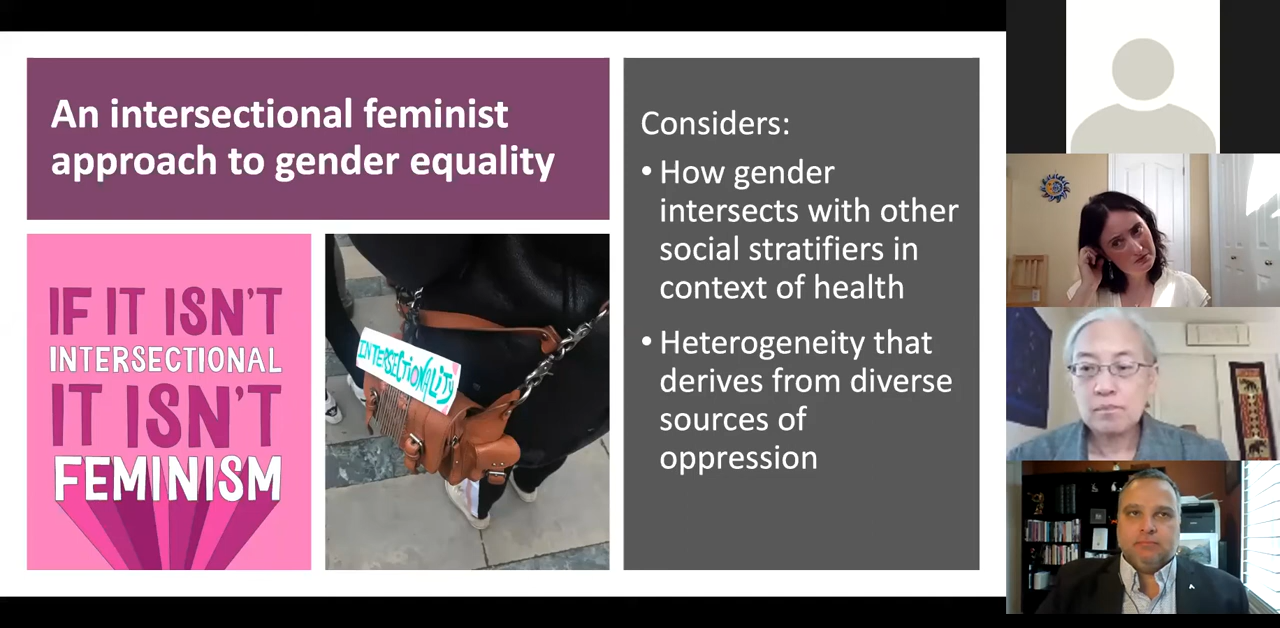 An intersectional feminist
approach to gender equality
IF IT ISN'T
INTERSECTIONAL
IT ISN'T
FEMINISM
INTERSECTIONALITY
Considers:
• How gender
intersects with other
social stratifiers in
context of health
• Heterogeneity that
derives from diverse
sources of
oppression